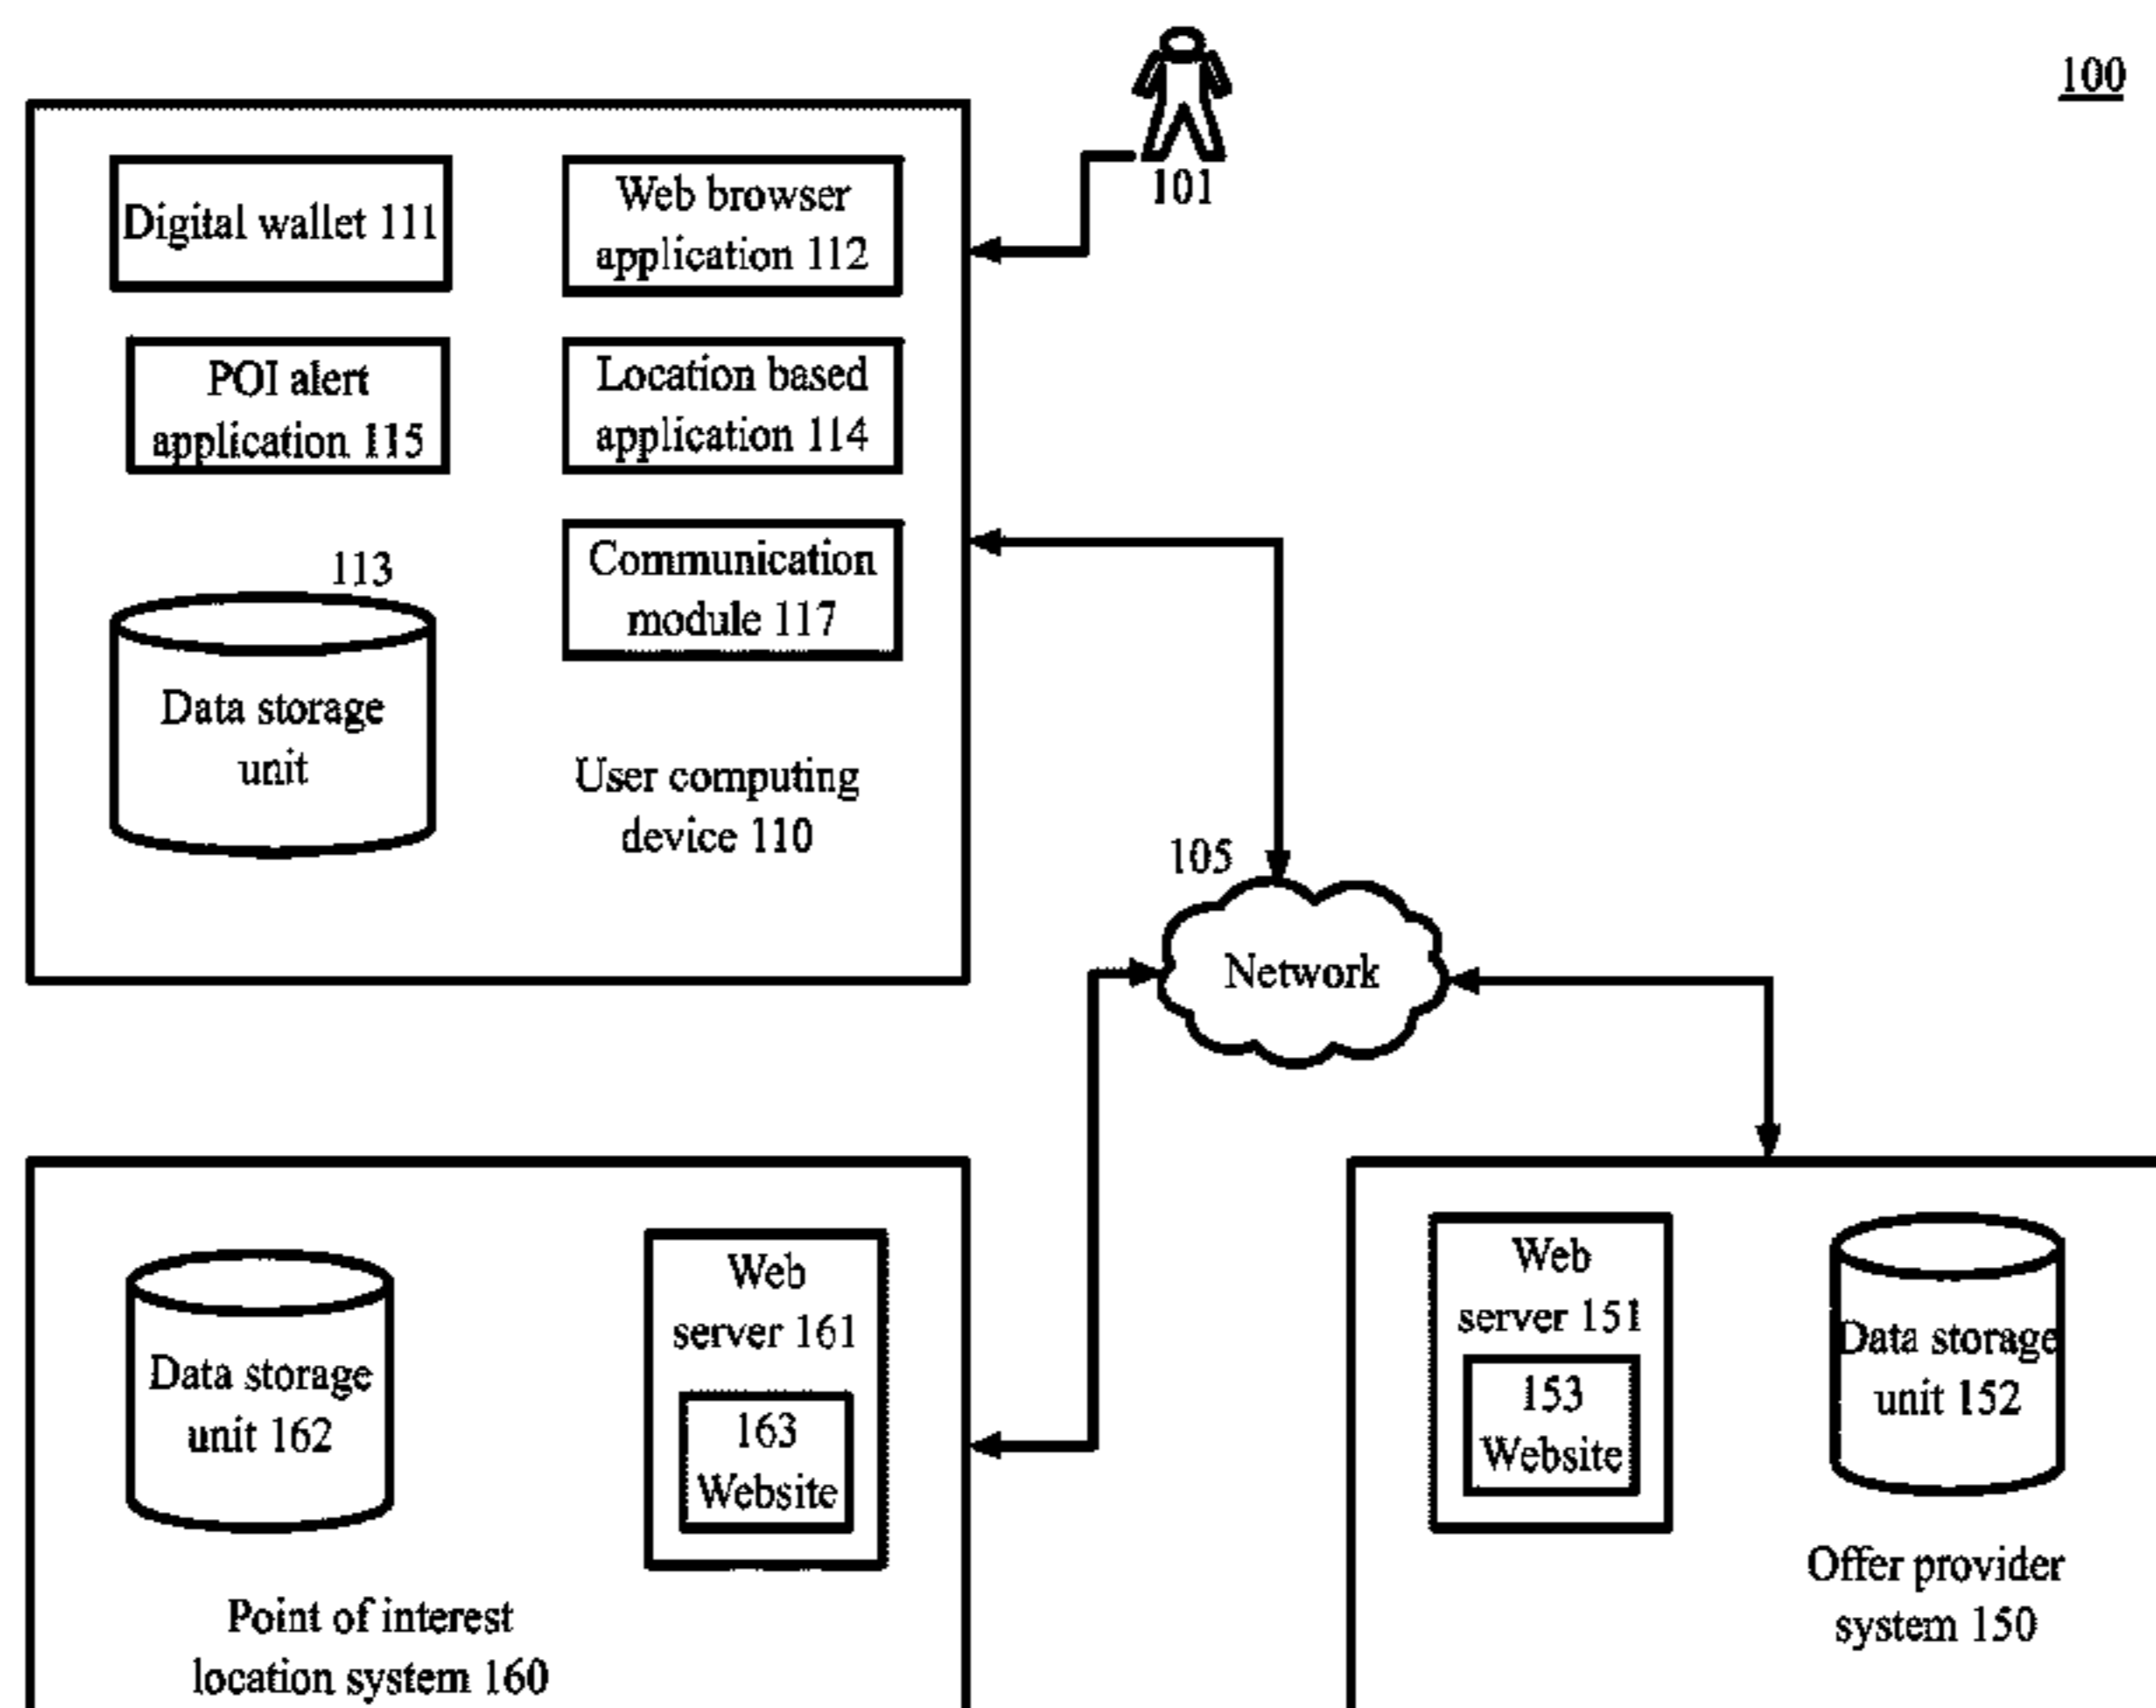 100
101
Digital wallet 111
Web browser
application 112
POI alert
application 115
Location based
application 114
113
Data storage
unit
Communication
module 117
User computing
device 110
105
Network
Data storage
unit 162
Web
server 161
163
Website
Point of interest
location system 160
Web
server 151
153
Website
Data storage
unit 152
Offer provider
system 150